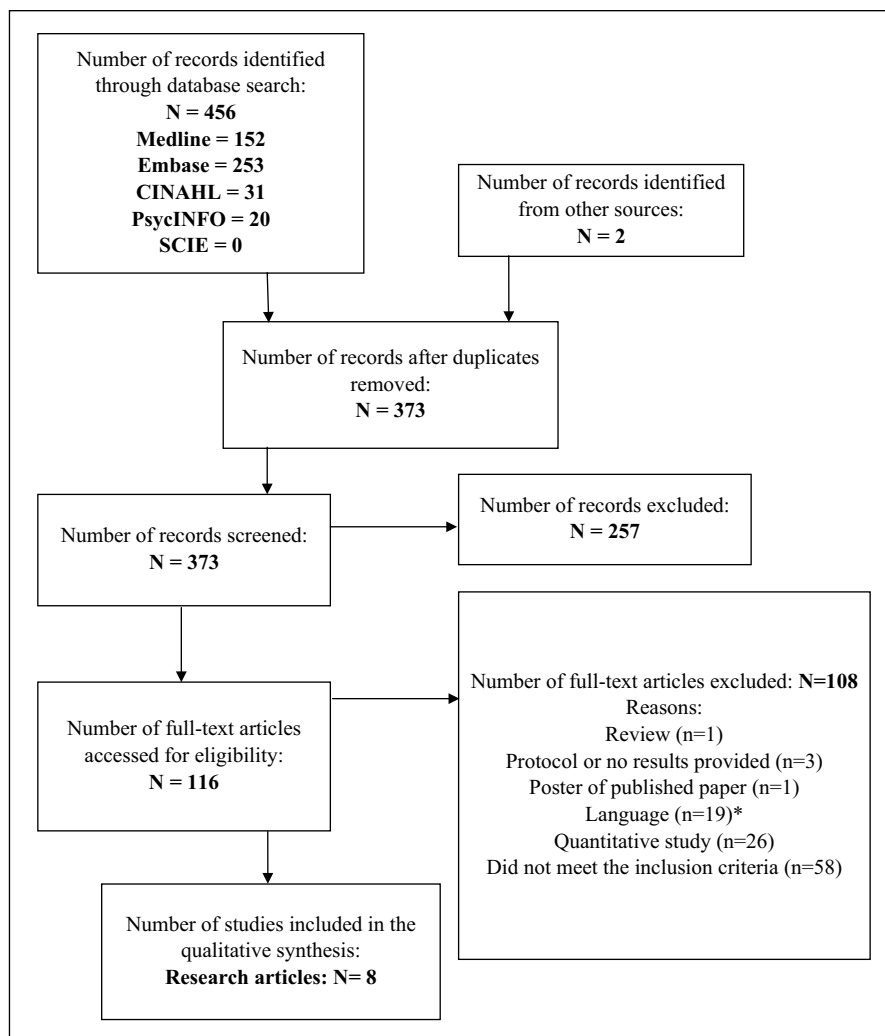 Number of records identified
through database search:
N = 456
Medline = 152
Embase = 253
CINAHL = 31
PsycINFO = 20
SCIE = 0
Number of records identified
from other sources:
N = 2
Number of records after duplicates
removed:
N = 373
Number of records screened:
N = 373
Number of records excluded:
N = 257
Number of full-text articles
accessed for eligibility:
N = 116
Number of full-text articles excluded: N=108
Reasons:
Review (n=1)
Protocol or no results provided (n=3)
Poster of published paper (n=1)
Language (n=19)*
Quantitative study (n=26)
Did not meet the inclusion criteria (n=58)
Number of studies included in the
qualitative synthesis:
Research articles: N= 8